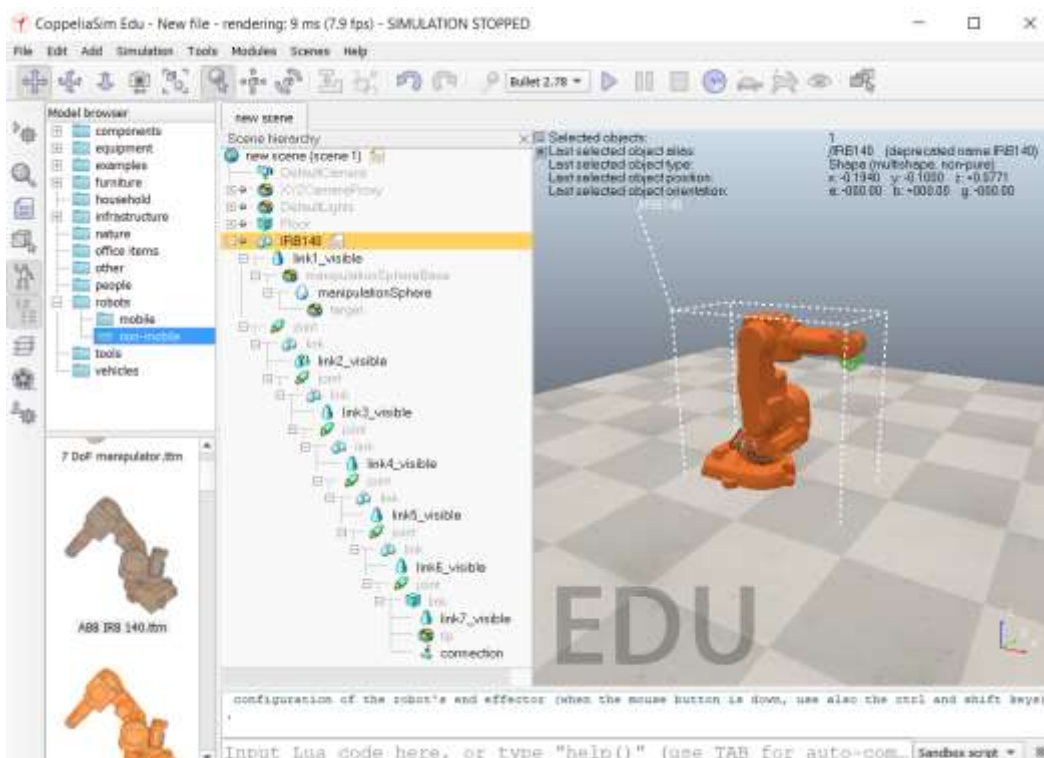 CoppeliaSim Edu - New file - rendering: 9 ms (7.9 fps) - SIMULATION STOPPED
File Edit Add Simulation Tools Modules Scenes Help
Bullet 2.78
Model browser
components
equipment
examples
furniture
household
infrastructure
nature
office items
other
people
robots
mobile
non-mobile
tools
vehicles
7 DoF manipulator.ttm
ABB IRB 140.ttm
new scene
Scene hierarchy
new scene (scene 1)
DefaultCamera
XYZCameraProxy
DefaultLights
Floor
IRB140
link1_visible
manipulationSphereBase
manipulationSphere
target
joint
link
link2_visible
joint
link
link3_visible
joint
link
link4_visible
joint
link
link5_visible
joint
link
link6_visible
joint
link
link7_visible
tip
connection
Selected objects: 1
Last selected object alias: /IRB140 (deprecated name IRB140)
Last selected object type: Shape (multishape, non-pure)
Last selected object position: x: -0.1940 y: -0.1000 z: +0.0771
Last selected object orientation: a: -000.00 b: +000.00 g: -000.00
IRB140
EDU
configuration of the robot's end effector (when the mouse button is down, use also the ctrl and shift keys)
Input Lua code here, or type "help()" (use TAB for auto-com...
Sandbox script